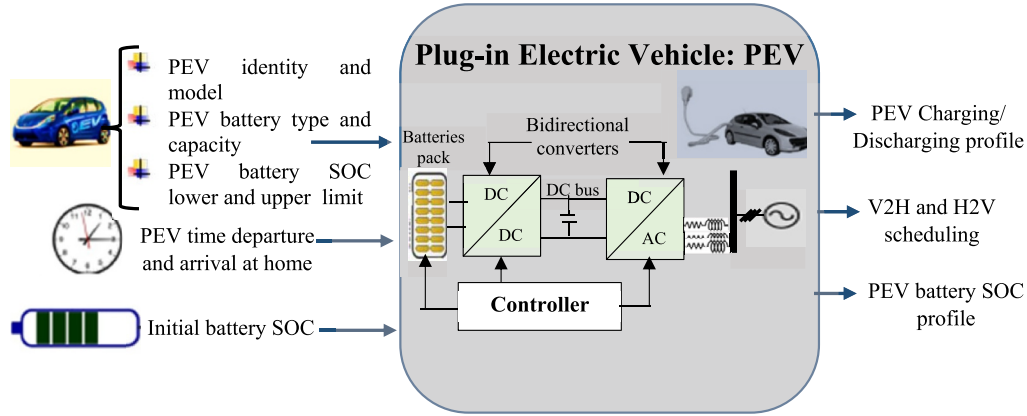 Plug-in Electric Vehicle: PEV
PEV identity and
model
PEV battery type and
capacity
PEV battery SOC
lower and upper limit
PEV time departure
and arrival at home
Initial battery SOC
Batteries
pack
Bidirectional
converters
DC
DC
DC bus
DC
AC
Controller
PEV Charging/
Discharging profile
V2H and H2V
scheduling
PEV battery SOC
profile